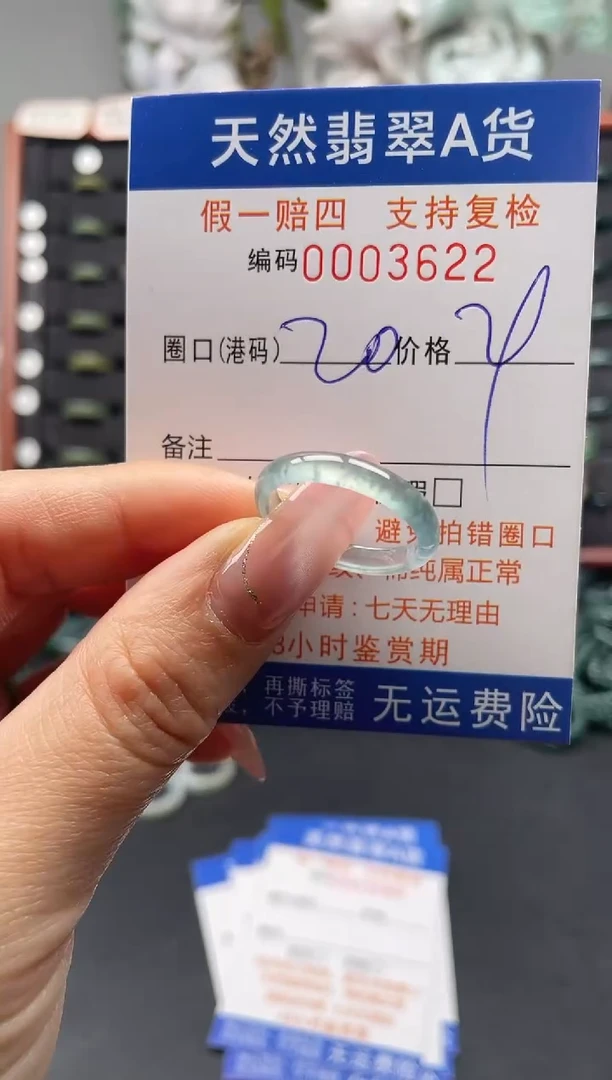 天然翡翠A货
假一赔四 支持复检
编码0003622
圈口(港码) 20 价格
备注
避免拍错圈口
纯属正常
申请:七天无理由
8小时鉴赏期
再撕标签
不予理赔
无运费险